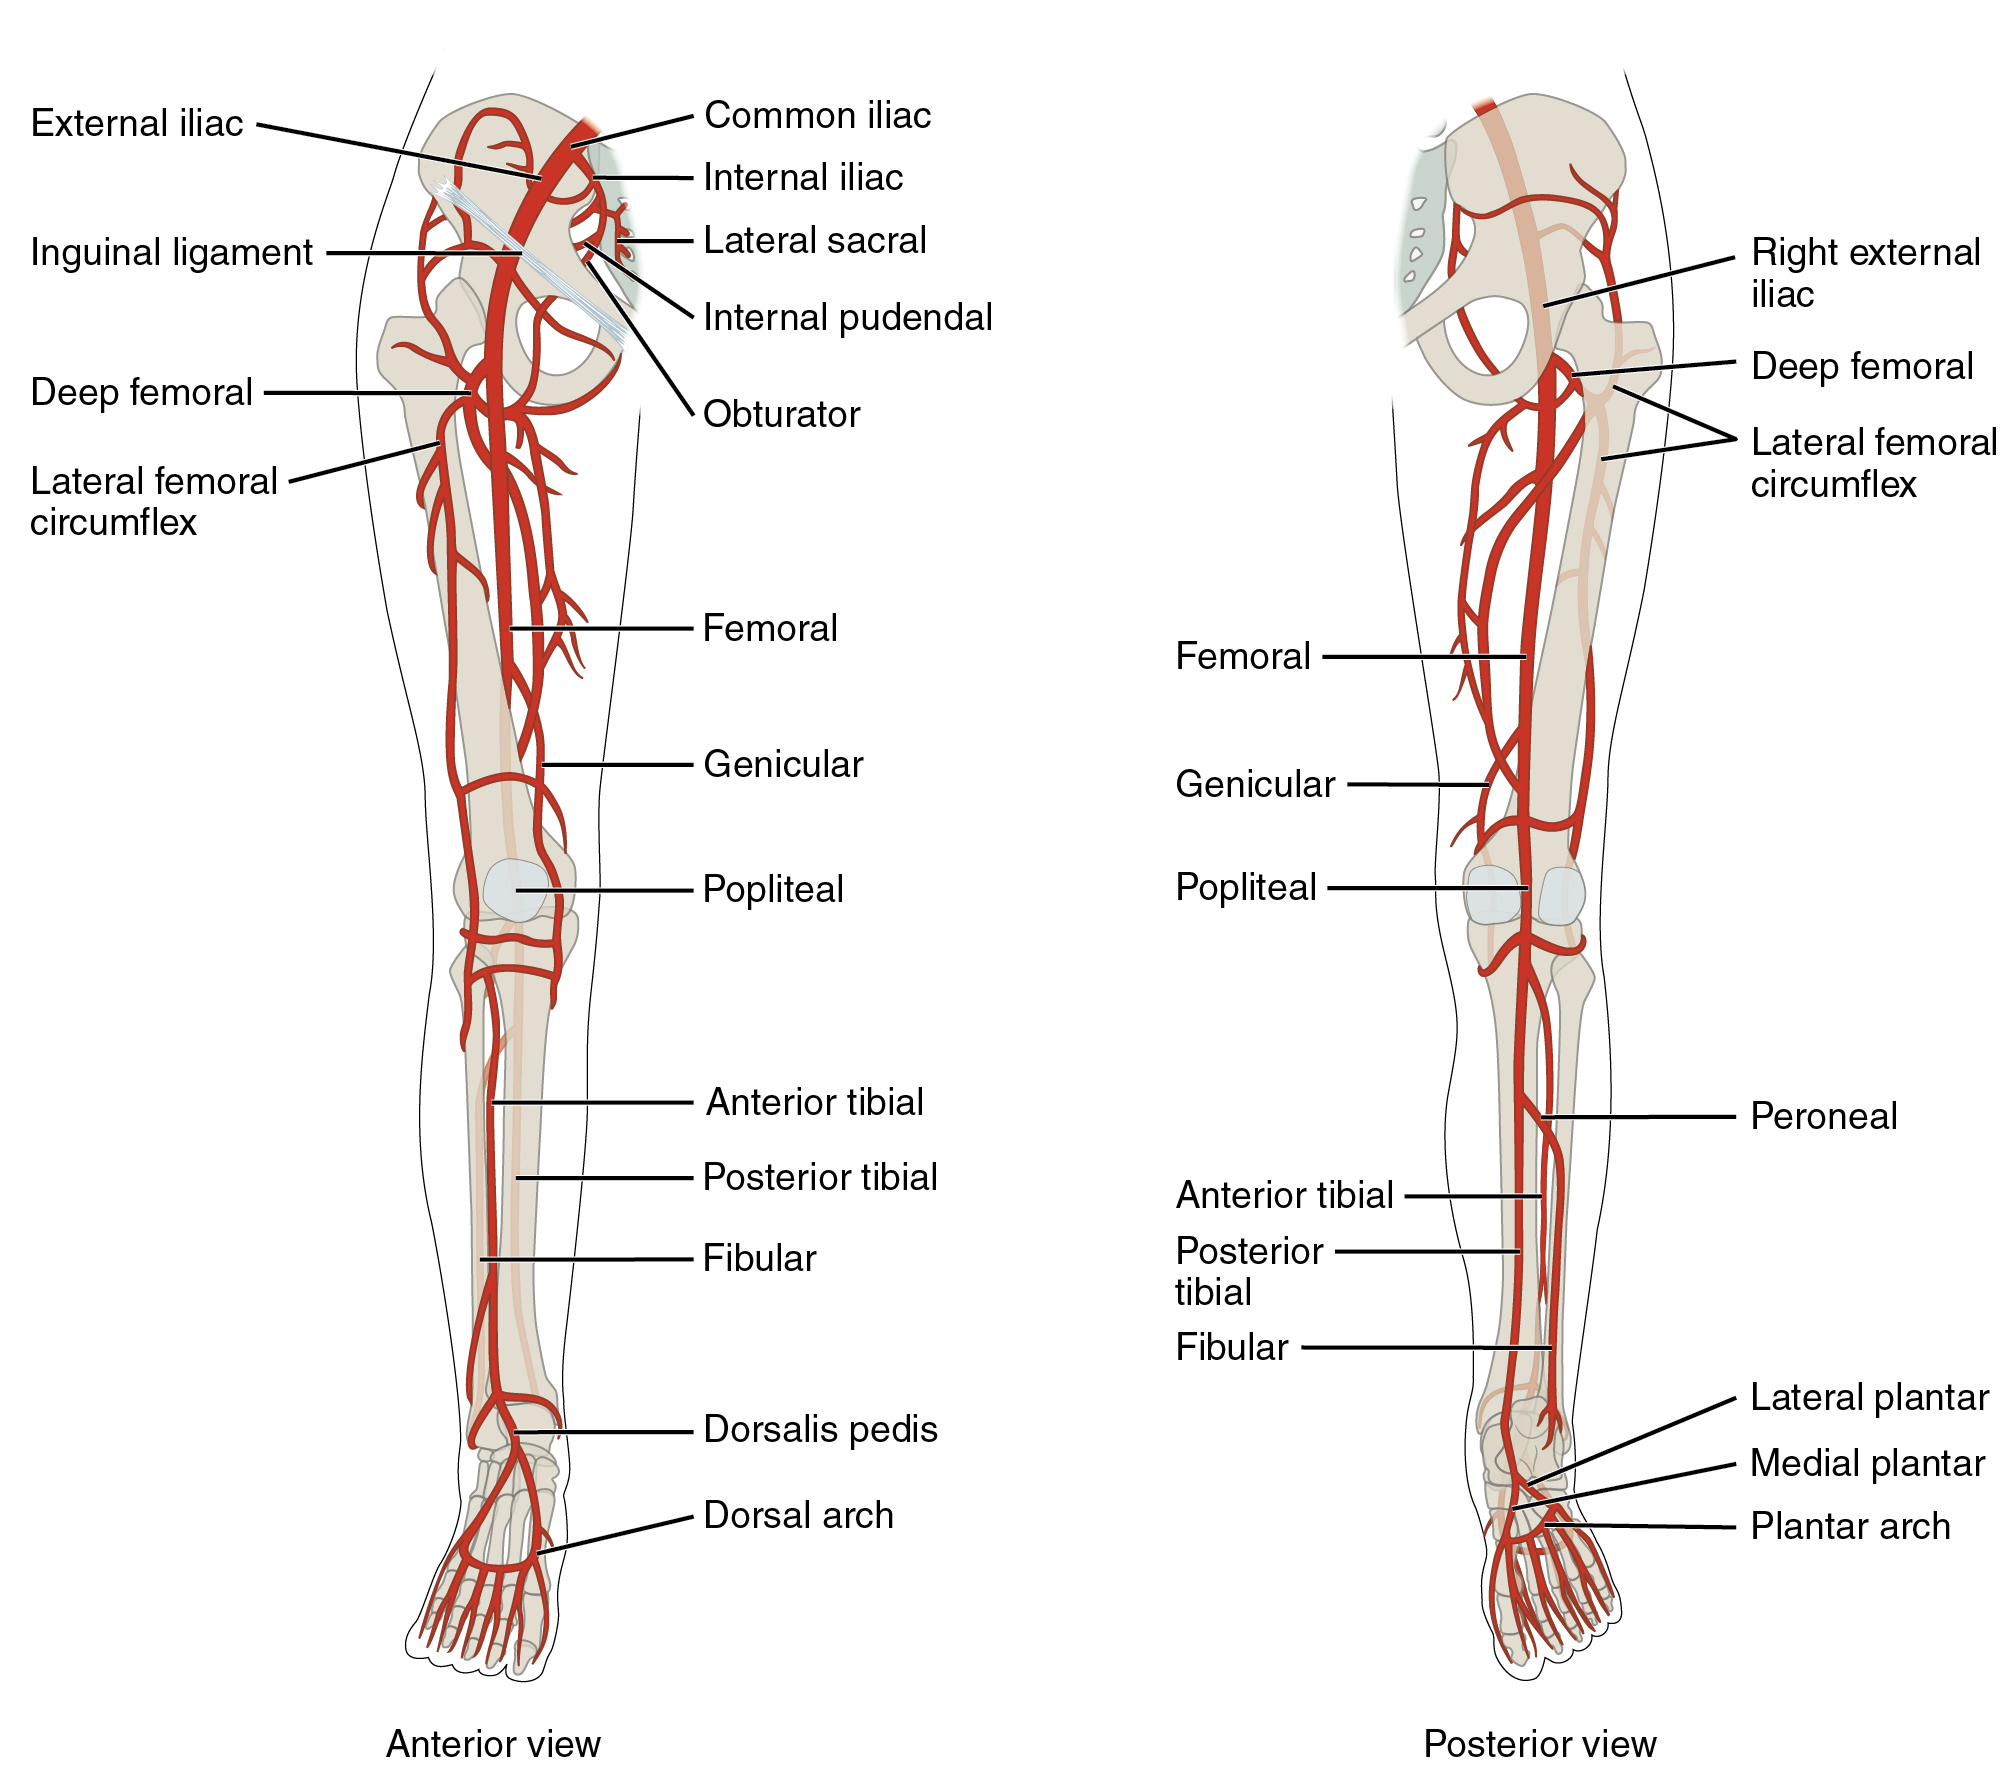 External iliac
Inguinal ligament
Deep femoral
Lateral femoral
circumflex
Common iliac
Internal iliac
Lateral sacral
Internal pudendal
Obturator
Femoral
Genicular
Popliteal
Anterior tibial
Posterior tibial
Fibular
Dorsalis pedis
Dorsal arch
Anterior view
Femoral
Genicular
Popliteal
Anterior tibial
Posterior
tibial
Fibular
Right external
iliac
Deep femoral
Lateral femoral
circumflex
Peroneal
Lateral plantar
Medial plantar
Plantar arch
Posterior view